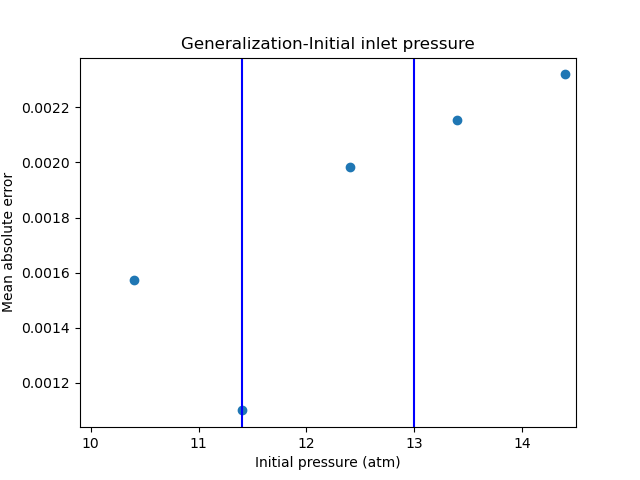 Generalization-Initial inlet pressure
Mean absolute error
0.0022
0.0020
0.0018
0.0016
0.0014
0.0012
10 11 12 13 14
Initial pressure (atm)